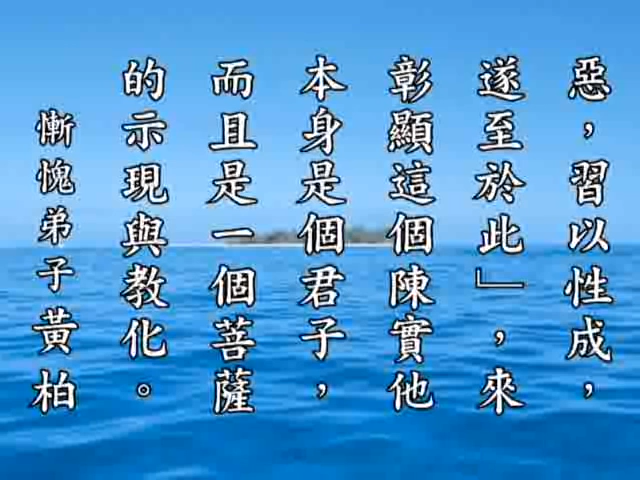 惡，習以性成，
遂至於此」，來
彰顯這個陳實他
本身是個君子，
而且是一個菩薩
的示現與教化。
慚愧弟子黃柏